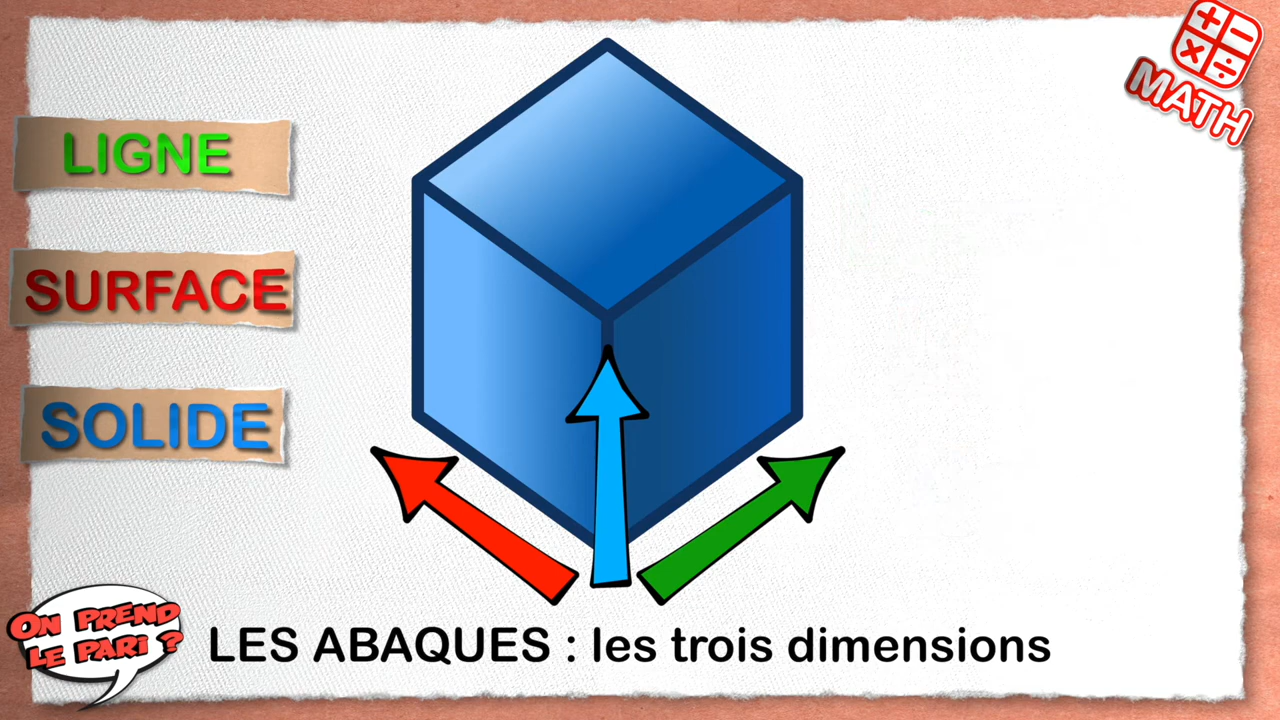 + −
× ÷
MATH
LIGNE
SURFACE
SOLIDE
ON PREND
LE PARI ?
LES ABAQUES : les trois dimensions